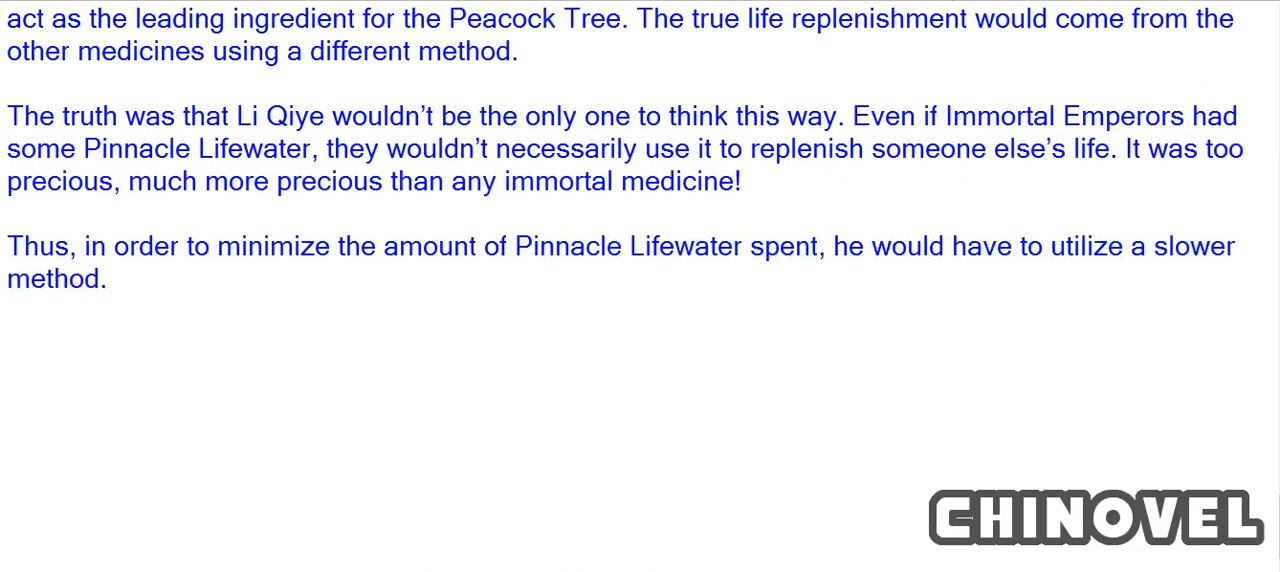 act as the leading ingredient for the Peacock Tree. The true life replenishment would come from the
other medicines using a different method.
The truth was that Li Qiye wouldn’t be the only one to think this way. Even if Immortal Emperors had
some Pinnacle Lifewater, they wouldn’t necessarily use it to replenish someone else’s life. It was too
precious, much more precious than any immortal medicine!
Thus, in order to minimize the amount of Pinnacle Lifewater spent, he would have to utilize a slower
method.
CHINOVEL